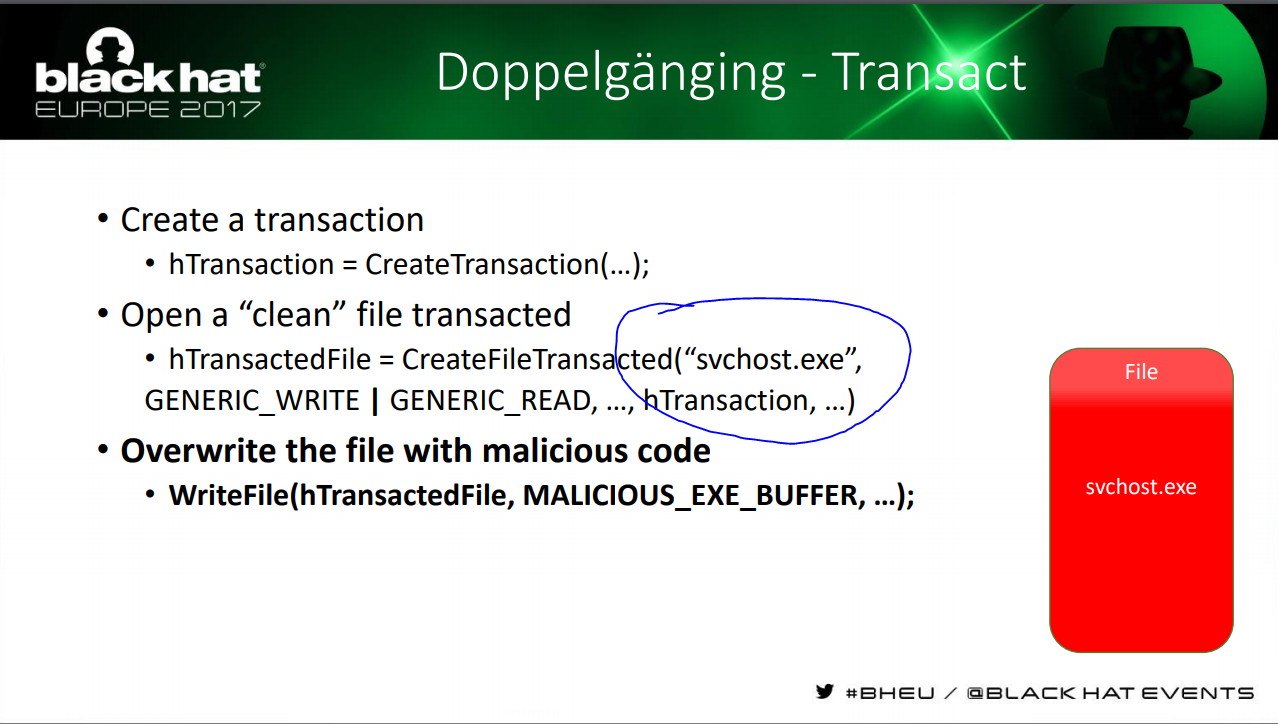 black hat®
EUROPE 2017
Doppelgänging - Transact
• Create a transaction
• hTransaction = CreateTransaction(…);
• Open a “clean” file transacted
• hTransactedFile = CreateFileTransacted(“svchost.exe”,
GENERIC_WRITE | GENERIC_READ, …, hTransaction, …)
• Overwrite the file with malicious code
• WriteFile(hTransactedFile, MALICIOUS_EXE_BUFFER, …);
File
svchost.exe
#BHEU / @BLACK HAT EVENTS